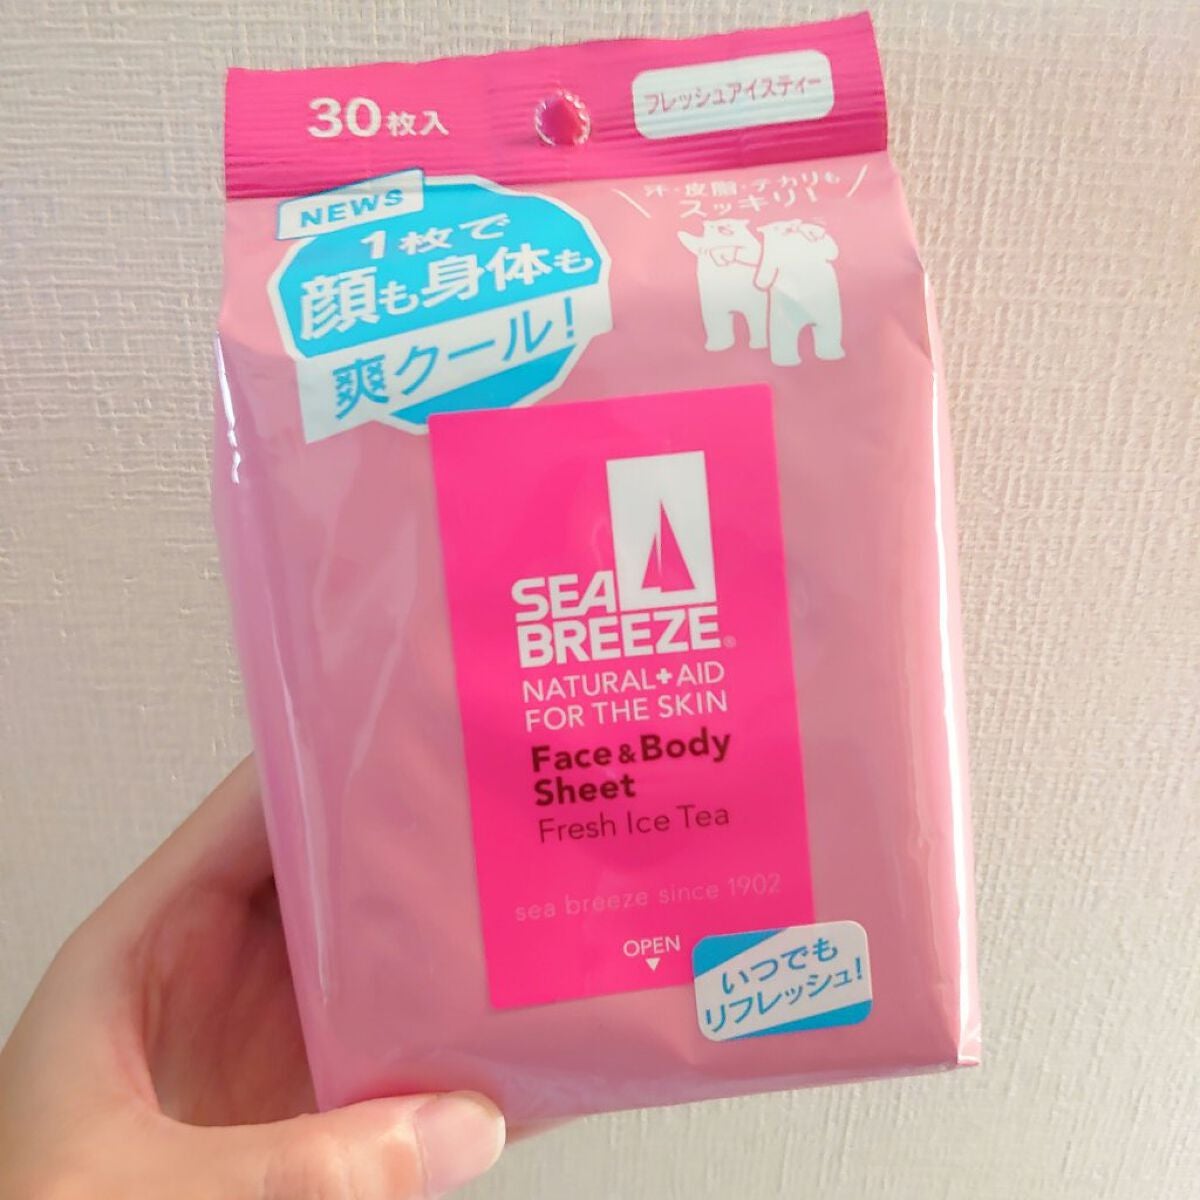 30枚入
フレッシュアイスティー
NEWS
1枚で
顔も身体も
爽クール!
汗・皮脂・テカリも
スッキリ!
SEA
BREEZE®
NATURAL+AID
FOR THE SKIN
Face&Body
Sheet
Fresh Ice Tea
sea breeze since 1902
OPEN
いつでも
リフレッシュ!